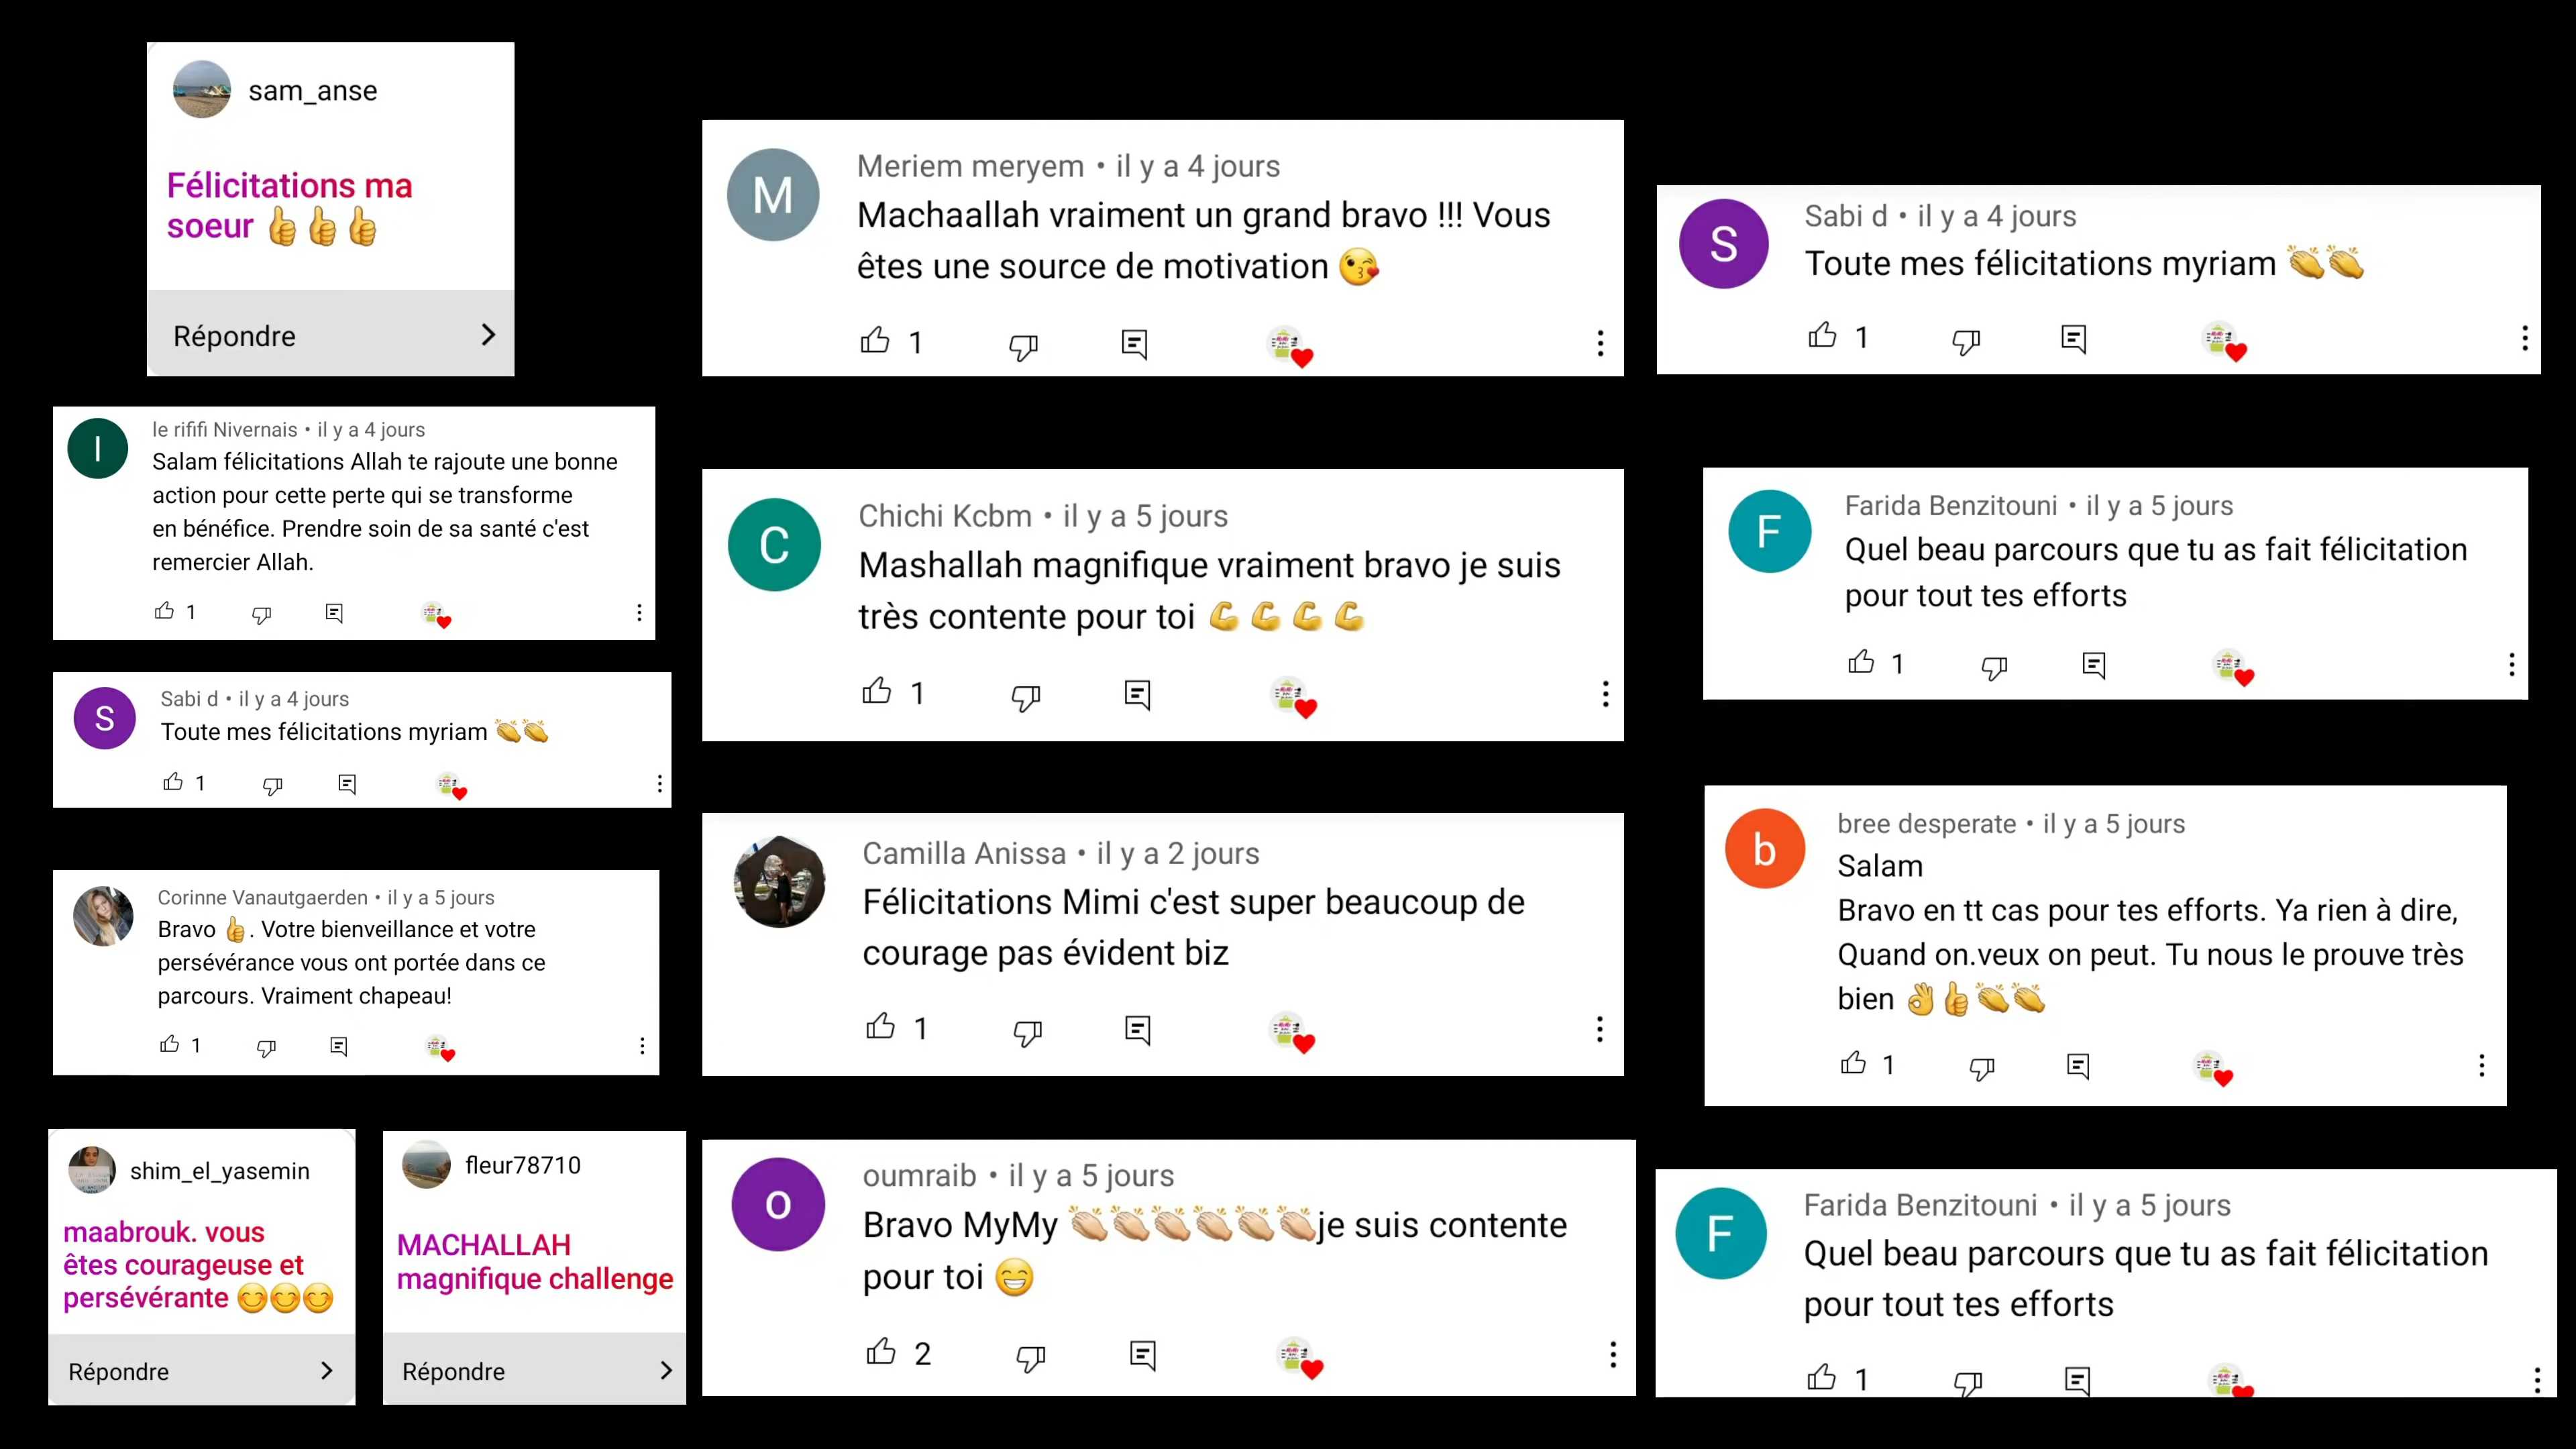 sam_anse
Félicitations ma
soeur 👍👍👍
Répondre
I
le rififi Nivernais • il y a 4 jours
Salam félicitations Allah te rajoute une bonne
action pour cette perte qui se transforme
en bénéfice. Prendre soin de sa santé c'est
remercier Allah.
1
S
Sabi d • il y a 4 jours
Toute mes félicitations myriam 👏👏
1
Corinne Vanautgaerden • il y a 5 jours
Bravo 👍. Votre bienveillance et votre
persévérance vous ont portée dans ce
parcours. Vraiment chapeau!
1
shim_el_yasemin
maabrouk. vous
êtes courageuse et
persévérante 😊😊😊
Répondre
fleur78710
MACHALLAH
magnifique challenge
Répondre
M
Meriem meryem • il y a 4 jours
Machaallah vraiment un grand bravo !!! Vous
êtes une source de motivation 😘
1
C
Chichi Kcbm • il y a 5 jours
Mashallah magnifique vraiment bravo je suis
très contente pour toi 💪💪💪💪
1
Camilla Anissa • il y a 2 jours
Félicitations Mimi c'est super beaucoup de
courage pas évident biz
1
o
oumraib • il y a 5 jours
Bravo MyMy 👏🏻👏🏻👏🏻👏🏻👏🏻👏🏻je suis contente
pour toi 😁
2
S
Sabi d • il y a 4 jours
Toute mes félicitations myriam 👏👏
1
F
Farida Benzitouni • il y a 5 jours
Quel beau parcours que tu as fait félicitation
pour tout tes efforts
1
b
bree desperate • il y a 5 jours
Salam
Bravo en tt cas pour tes efforts. Ya rien à dire,
Quand on.veux on peut. Tu nous le prouve très
bien 👌👍👏👏
1
F
Farida Benzitouni • il y a 5 jours
Quel beau parcours que tu as fait félicitation
pour tout tes efforts
1